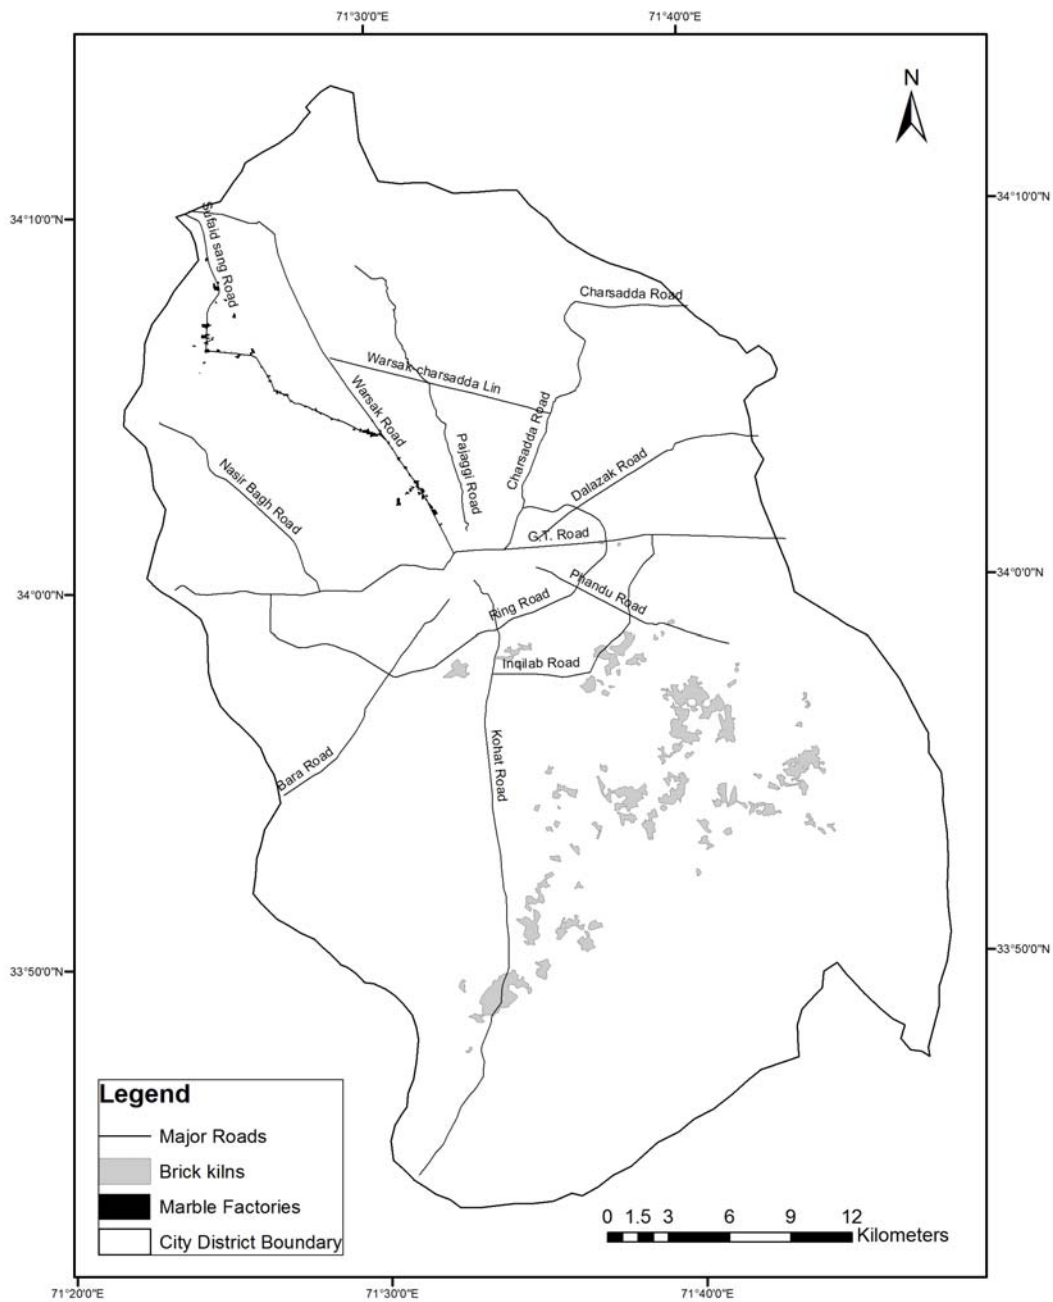 71°30'0"E
71°40'0"E
N
34°10'0"N
34°10'0"N
Sufaid sang Road
Charsadda Road
Warsak charsadda Lin
Warsak Road
Charsadda Road
Pajaggi Road
Dalazak Road
Nasir Bagh Road
G.T. Road
34°0'0"N
34°0'0"N
Phandu Road
Ring Road
Inqilab Road
Kohat Road
Bara Road
33°50'0"N
33°50'0"N
Legend
Major Roads
Brick kilns
Marble Factories
City District Boundary
0 1.5 3 6 9 12
Kilometers
71°20'0"E
71°30'0"E
71°40'0"E